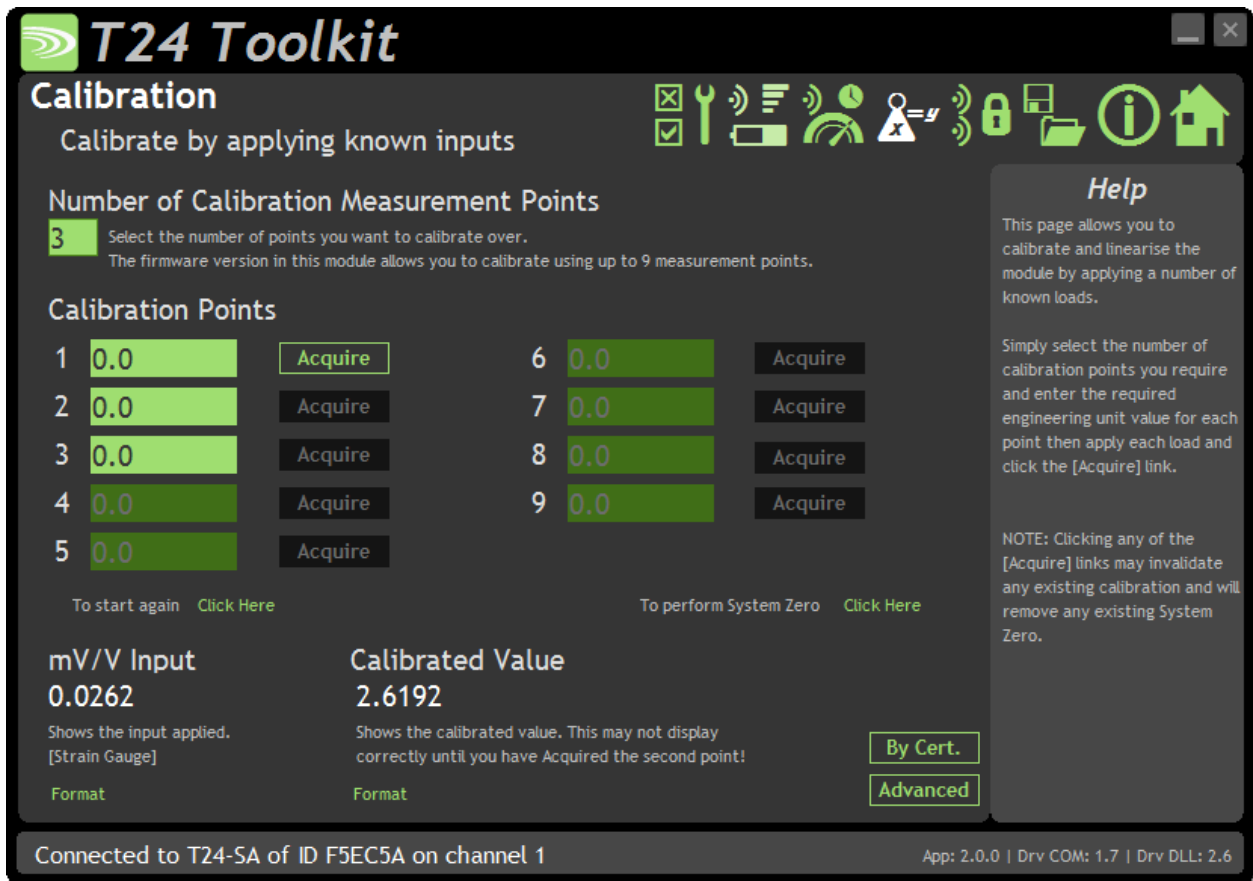 T24 Toolkit
Calibration
Calibrate by applying known inputs
x=y
i
Number of Calibration Measurement Points
3
Select the number of points you want to calibrate over.
The firmware version in this module allows you to calibrate using up to 9 measurement points.
Calibration Points
1 0.0 Acquire
2 0.0 Acquire
3 0.0 Acquire
4 0.0 Acquire
5 0.0 Acquire
6 0.0 Acquire
7 0.0 Acquire
8 0.0 Acquire
9 0.0 Acquire
To start again Click Here
To perform System Zero Click Here
mV/V Input
0.0262
Shows the input applied.
[Strain Gauge]
Format
Calibrated Value
2.6192
Shows the calibrated value. This may not display
correctly until you have Acquired the second point!
Format
By Cert.
Advanced
Help
This page allows you to
calibrate and linearise the
module by applying a number of
known loads.
Simply select the number of
calibration points you require
and enter the required
engineering unit value for each
point then apply each load and
click the [Acquire] link.
NOTE: Clicking any of the
[Acquire] links may invalidate
any existing calibration and will
remove any existing System
Zero.
Connected to T24-SA of ID F5EC5A on channel 1
App: 2.0.0 | Drv COM: 1.7 | Drv DLL: 2.6